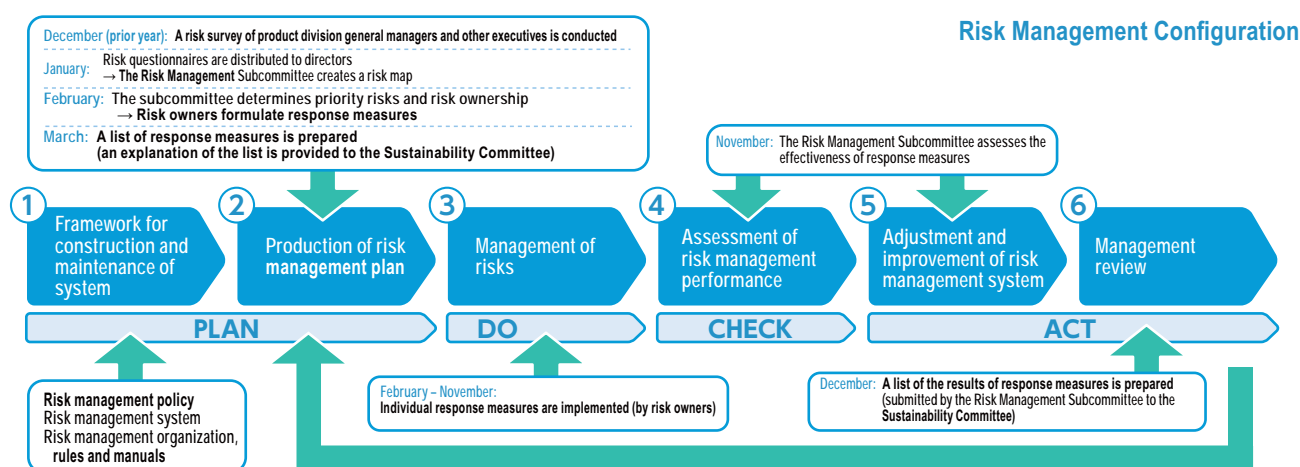 Risk Management Configuration
December (prior year): A risk survey of product division general managers and other executives is conducted
January: Risk questionnaires are distributed to directors
→ The Risk Management Subcommittee creates a risk map
February: The subcommittee determines priority risks and risk ownership
→ Risk owners formulate response measures
March: A list of response measures is prepared
(an explanation of the list is provided to the Sustainability Committee)
November: The Risk Management Subcommittee assesses the
effectiveness of response measures
1
Framework for
construction and
maintenance of
system
2
Production of risk
management plan
3
Management of
risks
4
Assessment of
risk management
performance
5
Adjustment and
improvement of risk
management system
6
Management
review
PLAN
DO
CHECK
ACT
Risk management policy
Risk management system
Risk management organization,
rules and manuals
February – November:
Individual response measures are implemented (by risk owners)
December: A list of the results of response measures is prepared
(submitted by the Risk Management Subcommittee to the
Sustainability Committee)